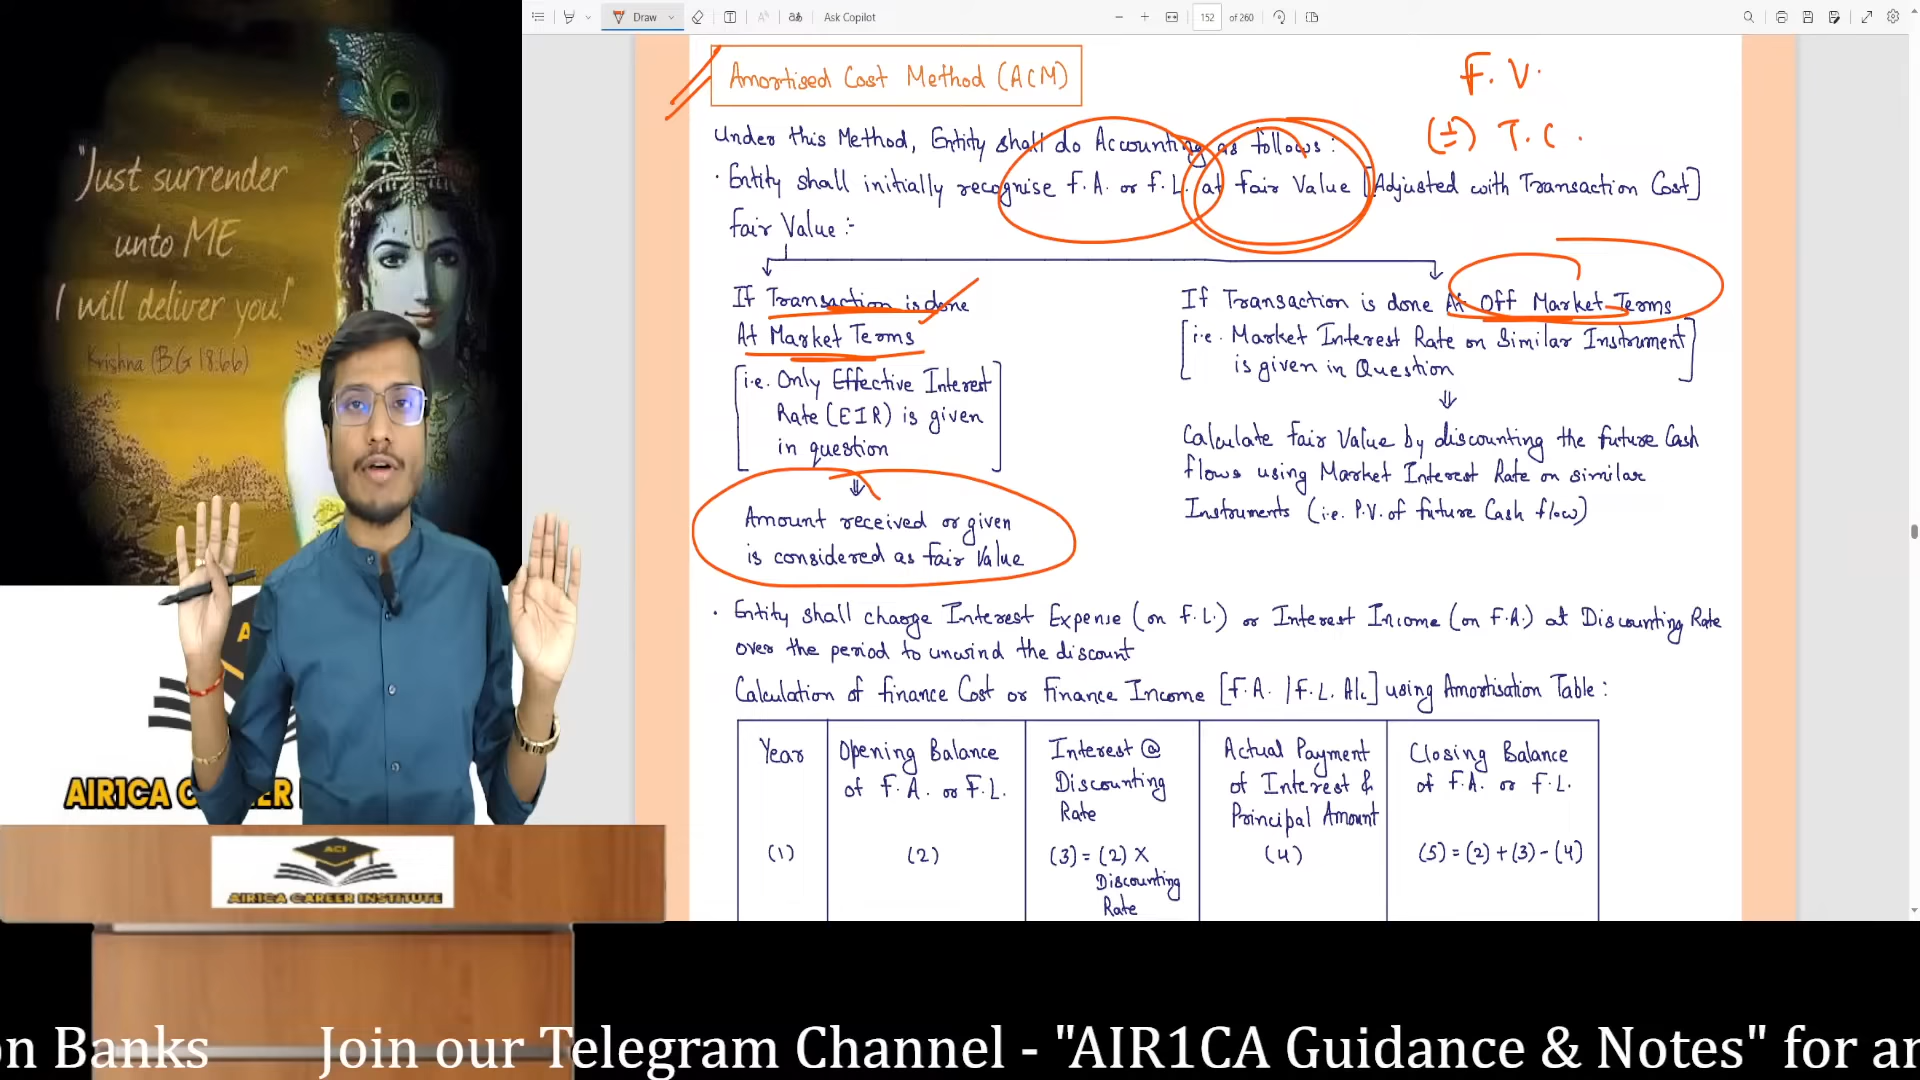 Draw
Ask Copilot
152 of 260
"Just surrender
unto ME
I will deliver you!"
Krishna (B.G 18.66)
Amortised Cost Method (ACM)
F.V.
(±) T.C.
Under this Method, Entity shall do Accounting as follows:
· Entity shall initially recognise F.A. or F.L. at Fair Value [Adjusted with Transaction Cost]
Fair Value :-
If Transaction is done
At Market Terms
[i.e. Only Effective Interest
Rate (EIR) is given
in question]
⇓
Amount received or given
is considered as Fair Value
If Transaction is done At Off Market Terms
[i.e. Market Interest Rate on Similar Instrument
is given in Question]
⇓
Calculate Fair Value by discounting the Future Cash
flows using Market Interest Rate on similar
Instruments (i.e. P.V. of Future Cash flow)
· Entity shall charge Interest Expense (on F.L.) or Interest Income (on F.A.) at Discounting Rate
over the period to unwind the discount
Calculation of Finance Cost or Finance Income [F.A. | F.L. A/c] using Amortisation Table :
Year
Opening Balance
of F.A. or F.L.
Interest @
Discounting
Rate
Actual Payment
of Interest &
Principal Amount
Closing Balance
of F.A. or F.L.
(1)
(2)
(3) = (2) X
Discounting
Rate
(4)
(5) = (2) + (3) - (4)
AIR1CA
ACI
AIR1CA CAREER INSTITUTE
on Banks Join our Telegram Channel - "AIR1CA Guidance & Notes" for